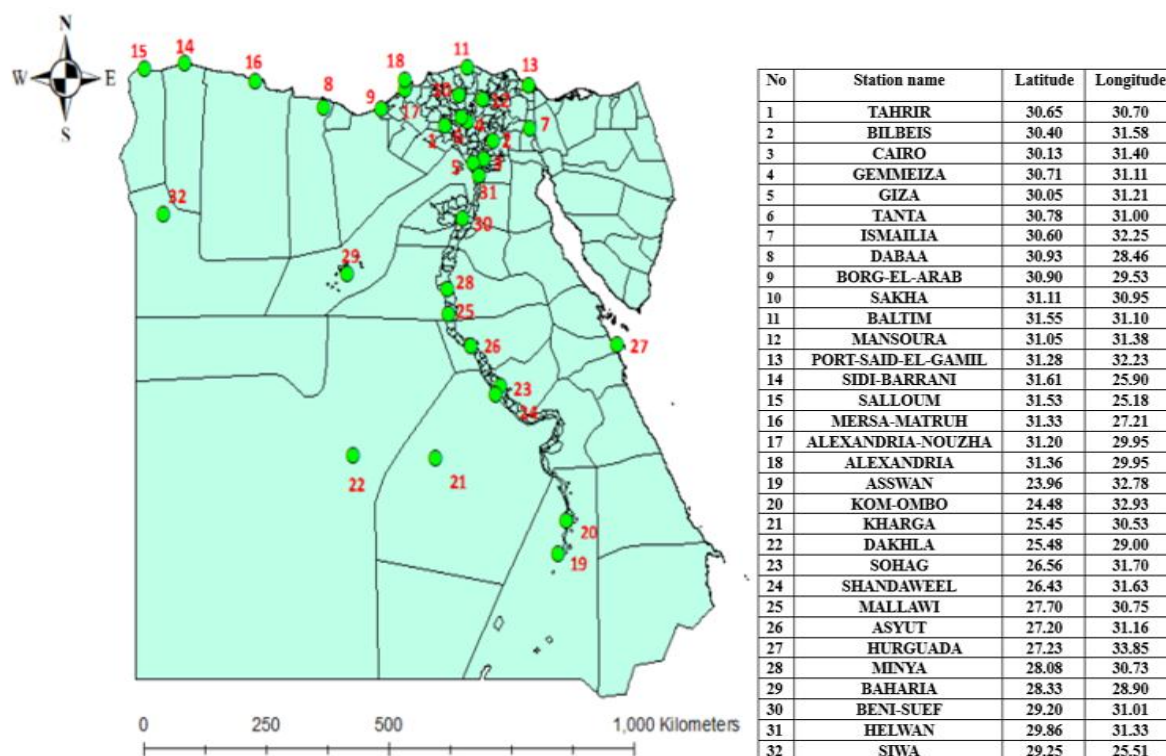 N
W E
S
15
14
16
8
9
18
17
11
13
10
12
4
6
1
2
7
5
3
31
30
32
29
28
25
26
27
23
24
22
21
20
19
0 250 500 1,000 Kilometers
No Station name Latitude Longitude
1 TAHRIR 30.65 30.70
2 BILBEIS 30.40 31.58
3 CAIRO 30.13 31.40
4 GEMMEIZA 30.71 31.11
5 GIZA 30.05 31.21
6 TANTA 30.78 31.00
7 ISMAILIA 30.60 32.25
8 DABAA 30.93 28.46
9 BORG-EL-ARAB 30.90 29.53
10 SAKHA 31.11 30.95
11 BALTIM 31.55 31.10
12 MANSOURA 31.05 31.38
13 PORT-SAID-EL-GAMIL 31.28 32.23
14 SIDI-BARRANI 31.61 25.90
15 SALLOUM 31.53 25.18
16 MERSA-MATRUH 31.33 27.21
17 ALEXANDRIA-NOUZHA 31.20 29.95
18 ALEXANDRIA 31.36 29.95
19 ASSWAN 23.96 32.78
20 KOM-OMBO 24.48 32.93
21 KHARGA 25.45 30.53
22 DAKHLA 25.48 29.00
23 SOHAG 26.56 31.70
24 SHANDAWEEL 26.43 31.63
25 MALLAWI 27.70 30.75
26 ASYUT 27.20 31.16
27 HURGUADA 27.23 33.85
28 MINYA 28.08 30.73
29 BAHARIA 28.33 28.90
30 BENI-SUEF 29.20 31.01
31 HELWAN 29.86 31.33
32 SIWA 29.25 25.51